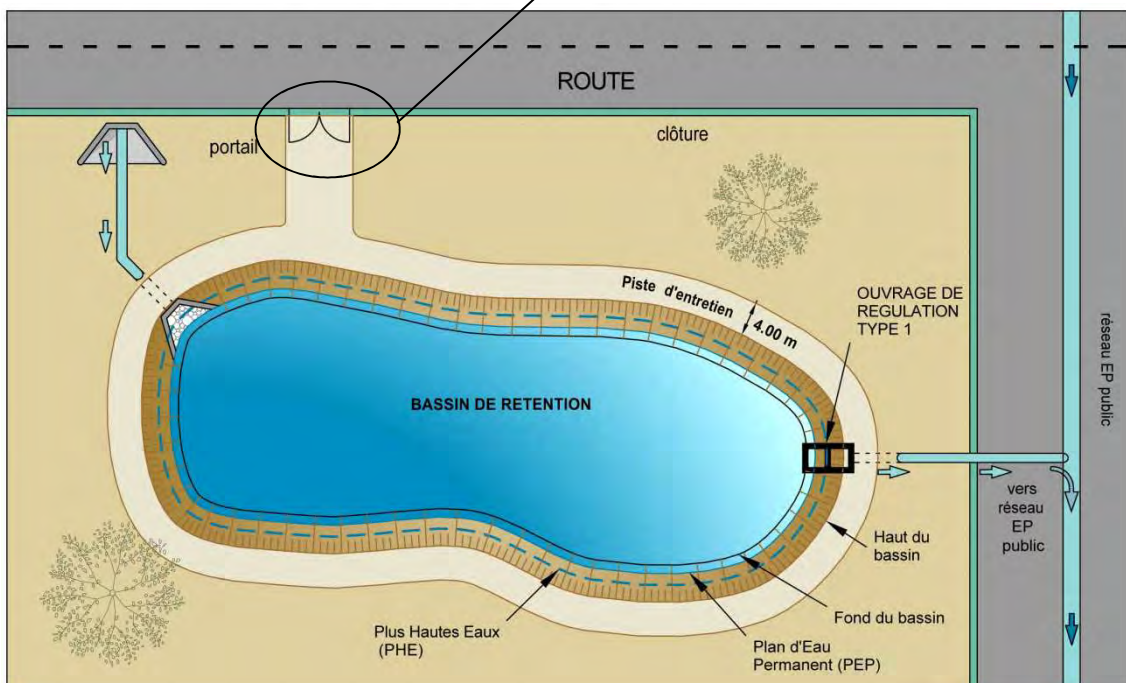 ROUTE
portail
clôture
Piste d'entretien
4.00 m
OUVRAGE DE
REGULATION
TYPE 1
réseau EP public
BASSIN DE RETENTION
vers
réseau
EP
public
Haut du
bassin
Fond du bassin
Plus Hautes Eaux
(PHE)
Plan d'Eau
Permanent (PEP)